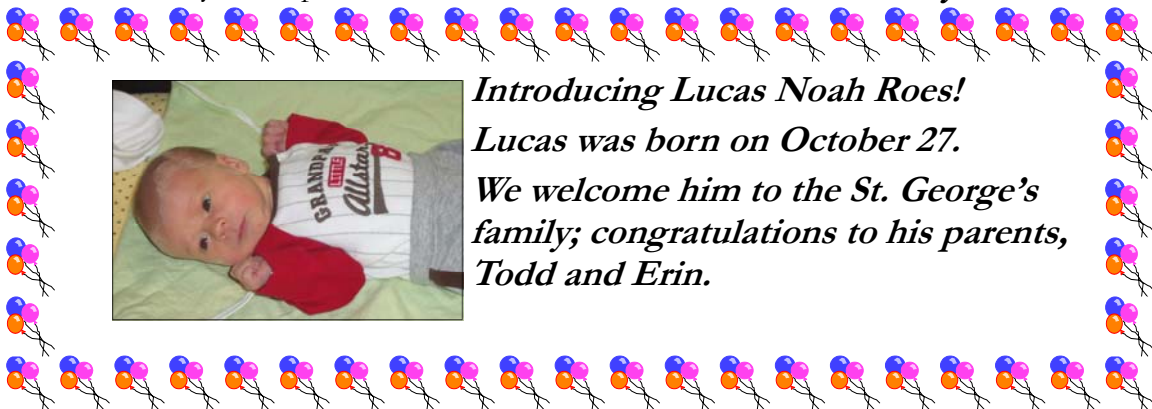 Introducing Lucas Noah Roes!
Lucas was born on October 27.
We welcome him to the St. George’s
family; congratulations to his parents,
Todd and Erin.
GRANDPA
LITTLE
Allstar
8